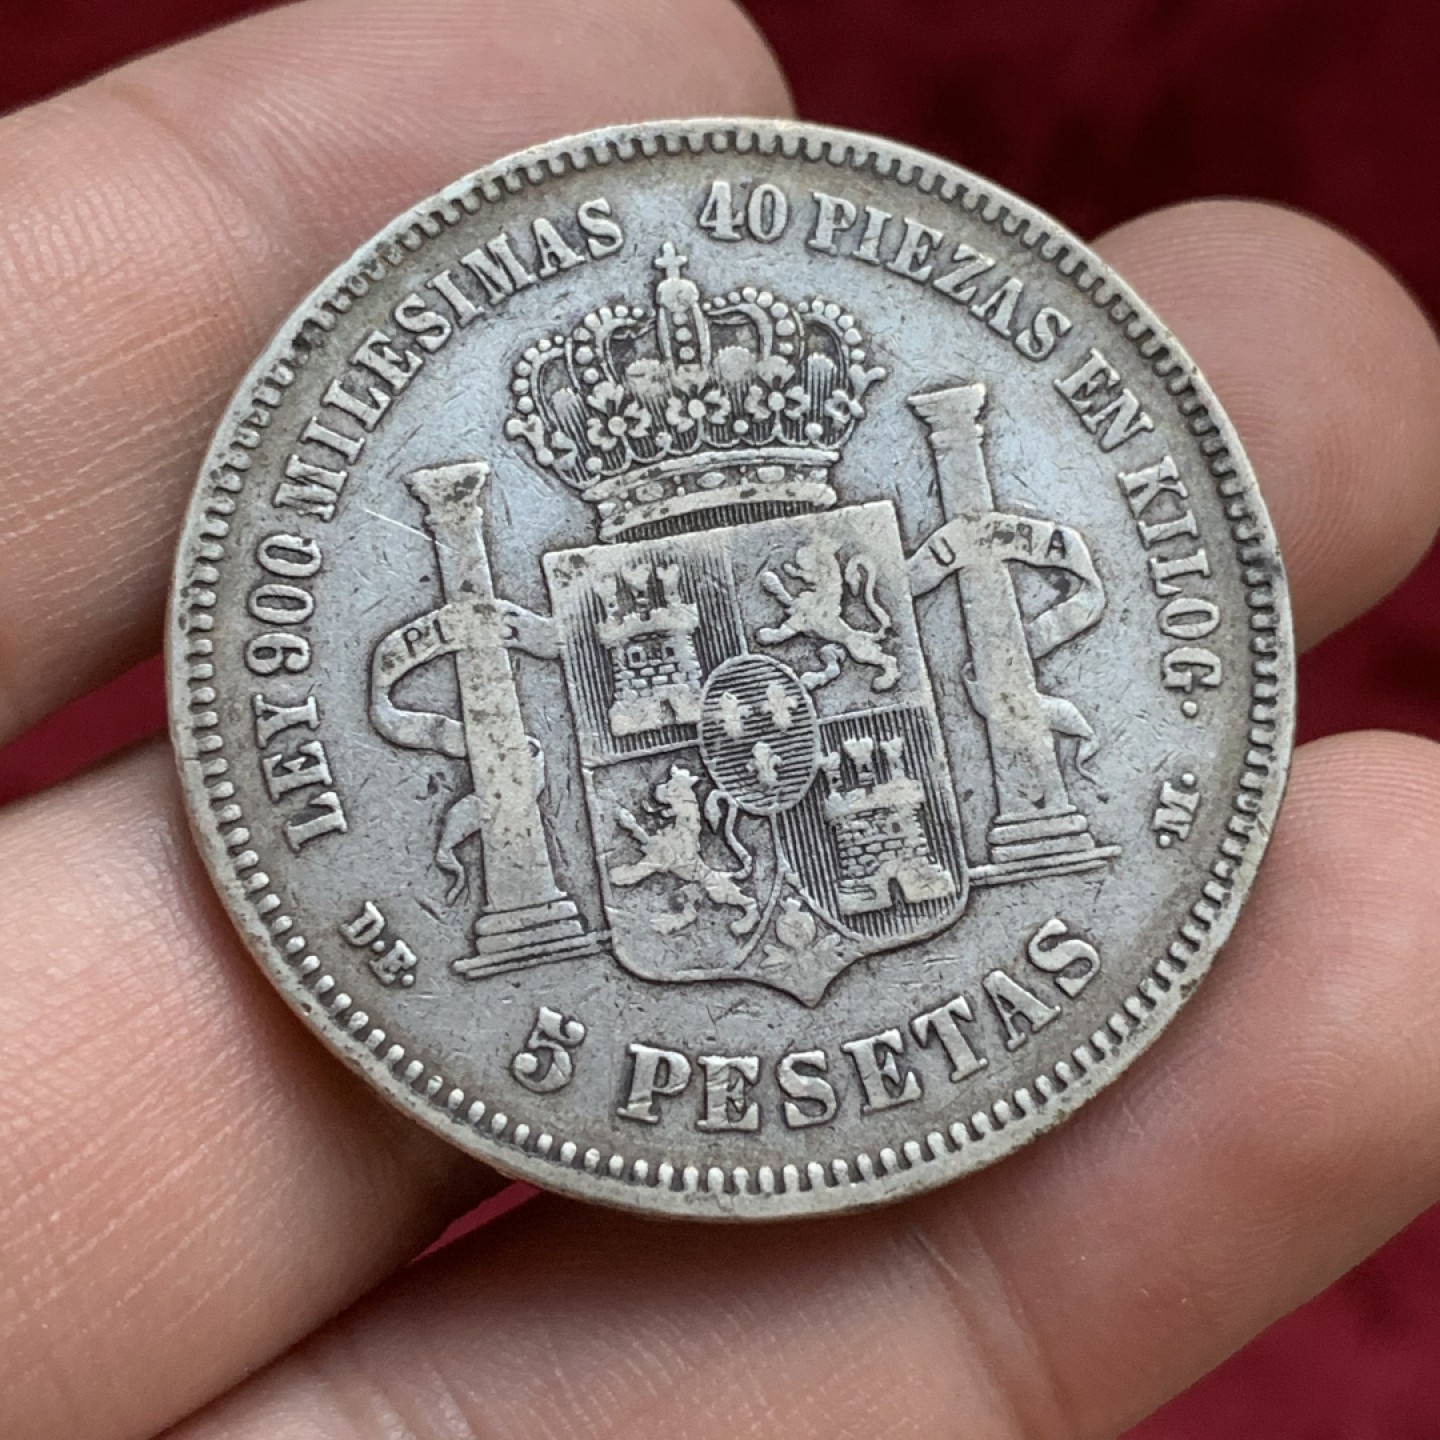 LEY 900 MILESIMAS 40 PIEZAS EN KILOG.
D.E. 5 PESETAS .M.